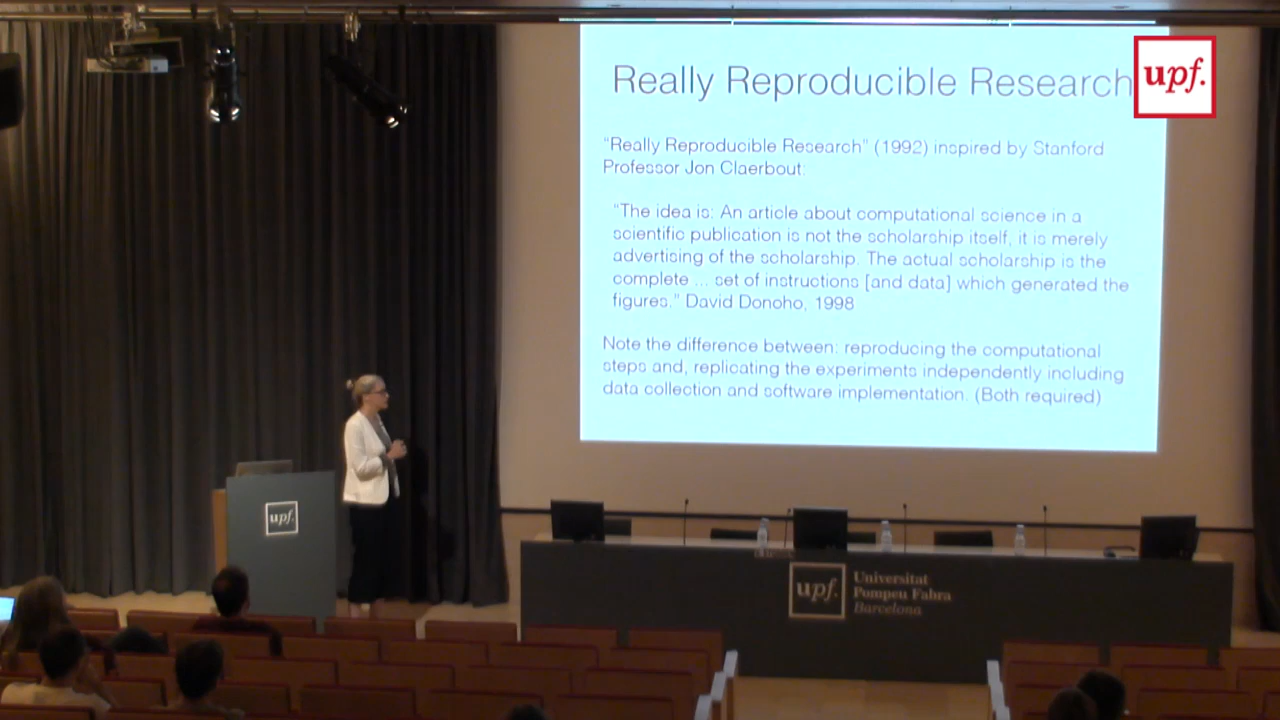 Really Reproducible Research
upf.
“Really Reproducible Research” (1992) inspired by Stanford
Professor Jon Claerbout:
“The idea is: An article about computational science in a
scientific publication is not the scholarship itself, it is merely
advertising of the scholarship. The actual scholarship is the
complete ... set of instructions [and data] which generated the
figures.” David Donoho, 1998
Note the difference between: reproducing the computational
steps and, replicating the experiments independently including
data collection and software implementation. (Both required)
upf.
upf.
Universitat
Pompeu Fabra
Barcelona